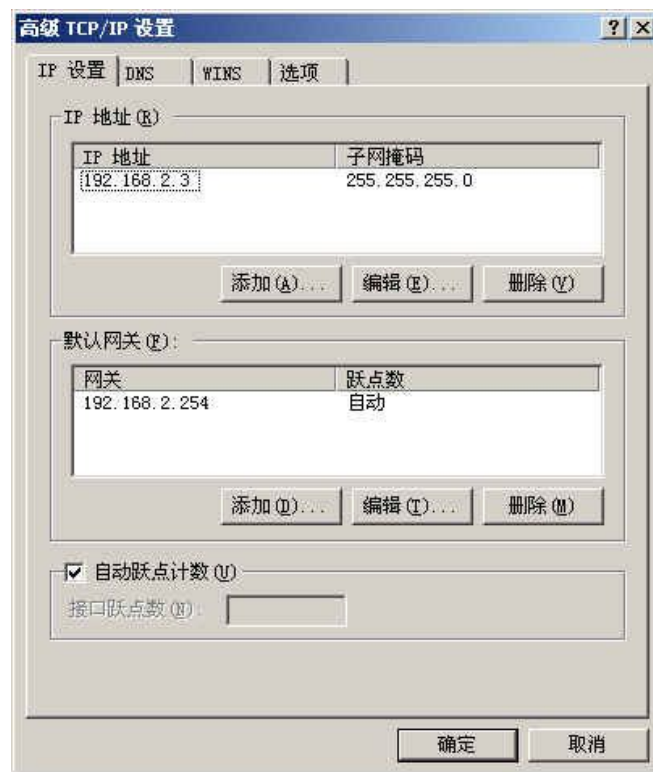 高级 TCP/IP 设置
IP 设置 DNS WINS 选项
IP 地址(R)
IP 地址 子网掩码
192.168.2.3 255.255.255.0
添加(A)... 编辑(E)... 删除(V)
默认网关(F):
网关 跃点数
192.168.2.254 自动
添加(D)... 编辑(T)... 删除(M)
自动跃点计数(U)
接口跃点数(N):
确定 取消